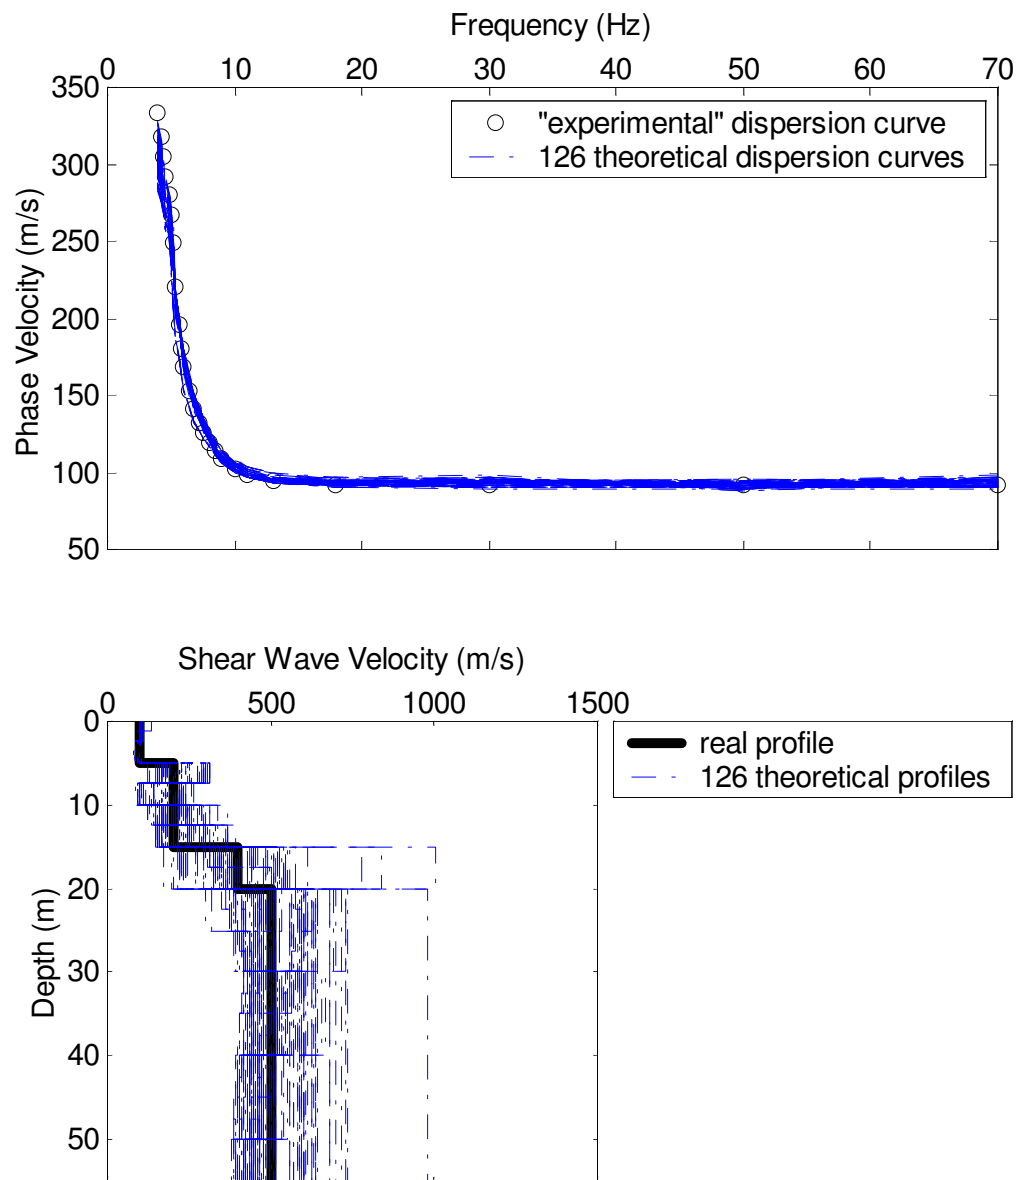 Frequency (Hz)
0 10 20 30 40 50 60 70
350
300
250
200
150
100
50
Phase Velocity (m/s)
"experimental" dispersion curve
126 theoretical dispersion curves
Shear Wave Velocity (m/s)
0 500 1000 1500
0
10
20
30
40
50
Depth (m)
real profile
126 theoretical profiles